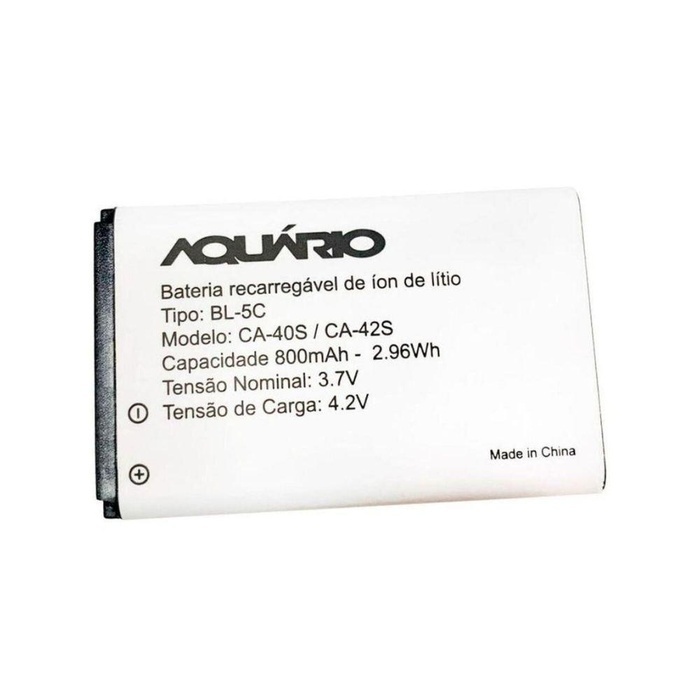 AQUÁRIO
Bateria recarregável de íon de lítio
Tipo: BL-5C
Modelo: CA-40S / CA-42S
Capacidade 800mAh - 2.96Wh
Tensão Nominal: 3.7V
Tensão de Carga: 4.2V
Made in China